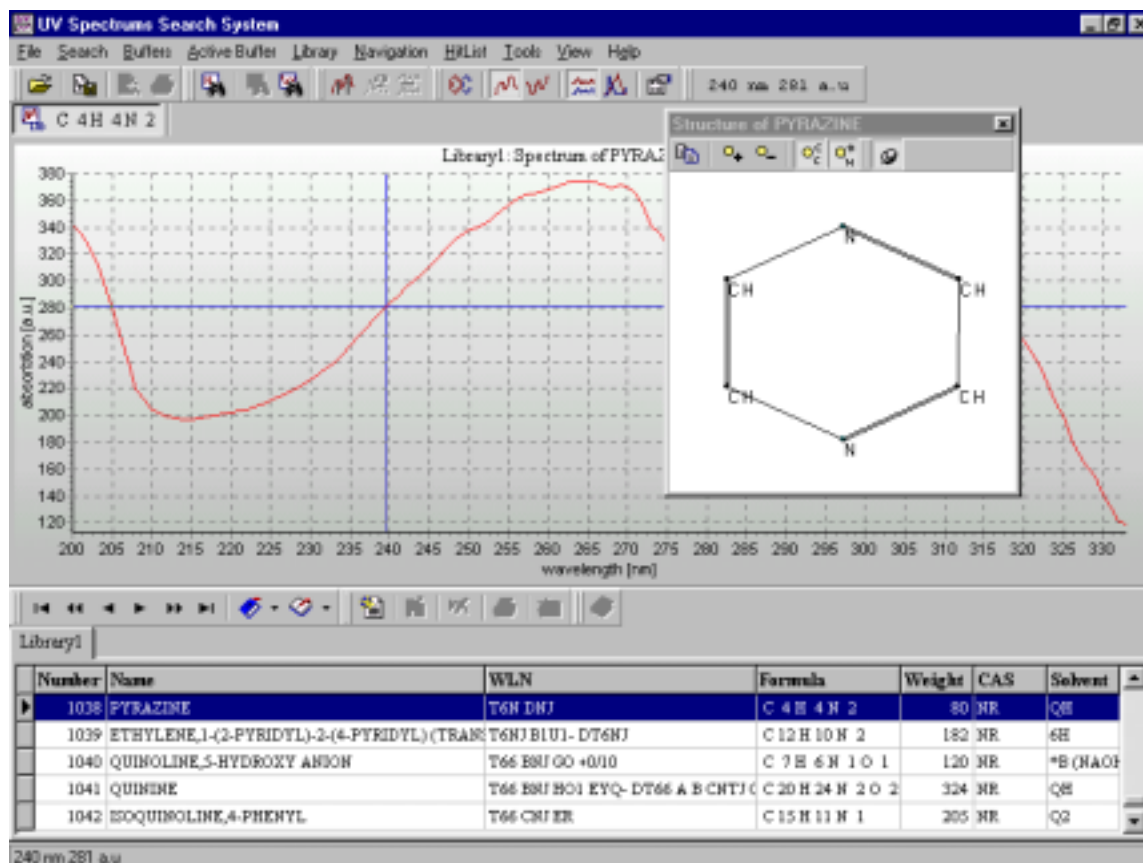 UV Spectrums Search System
File Search Buffers Active Buffer Library Navigation HitList Tools View Help
240 nm 281 a.u
C 4H 4N 2
Structure of PYRAZINE
Library1: Spectrum of PYRAZ
380
360
340
320
300
280
260
240
220
200
180
160
140
120
absorbtion [a.u.]
N
CH CH
CH CH
N
200 205 210 215 220 225 230 235 240 245 250 255 260 265 270 275 280 285 290 295 300 305 310 315 320 325 330
wavelength [nm]
Library1
Number Name WLN Formula Weight CAS Solvent
1038 PYRAZINE T6N DNJ C 4 H 4 N 2 80 NR QH
1039 ETHYLENE,1-(2-PYRIDYL)-2-(4-PYRIDYL) (TRANS T6NJ B1U1- DT6NJ C 12 H 10 N 2 182 NR 6H
1040 QUINOLINE,5-HYDROXY ANION T66 BNJ GO +0/10 C 7 H 6 N 1 O 1 120 NR *B (NAOH
1041 QUININE T66 BNJ HO1 EYQ- DT66 A B CNTJ C 20 H 24 N 2 O 2 324 NR QH
1042 ISOQUINOLINE,4-PHENYL T66 CNJ ER C 15 H 11 N 1 205 NR Q2
240 nm 281 a.u